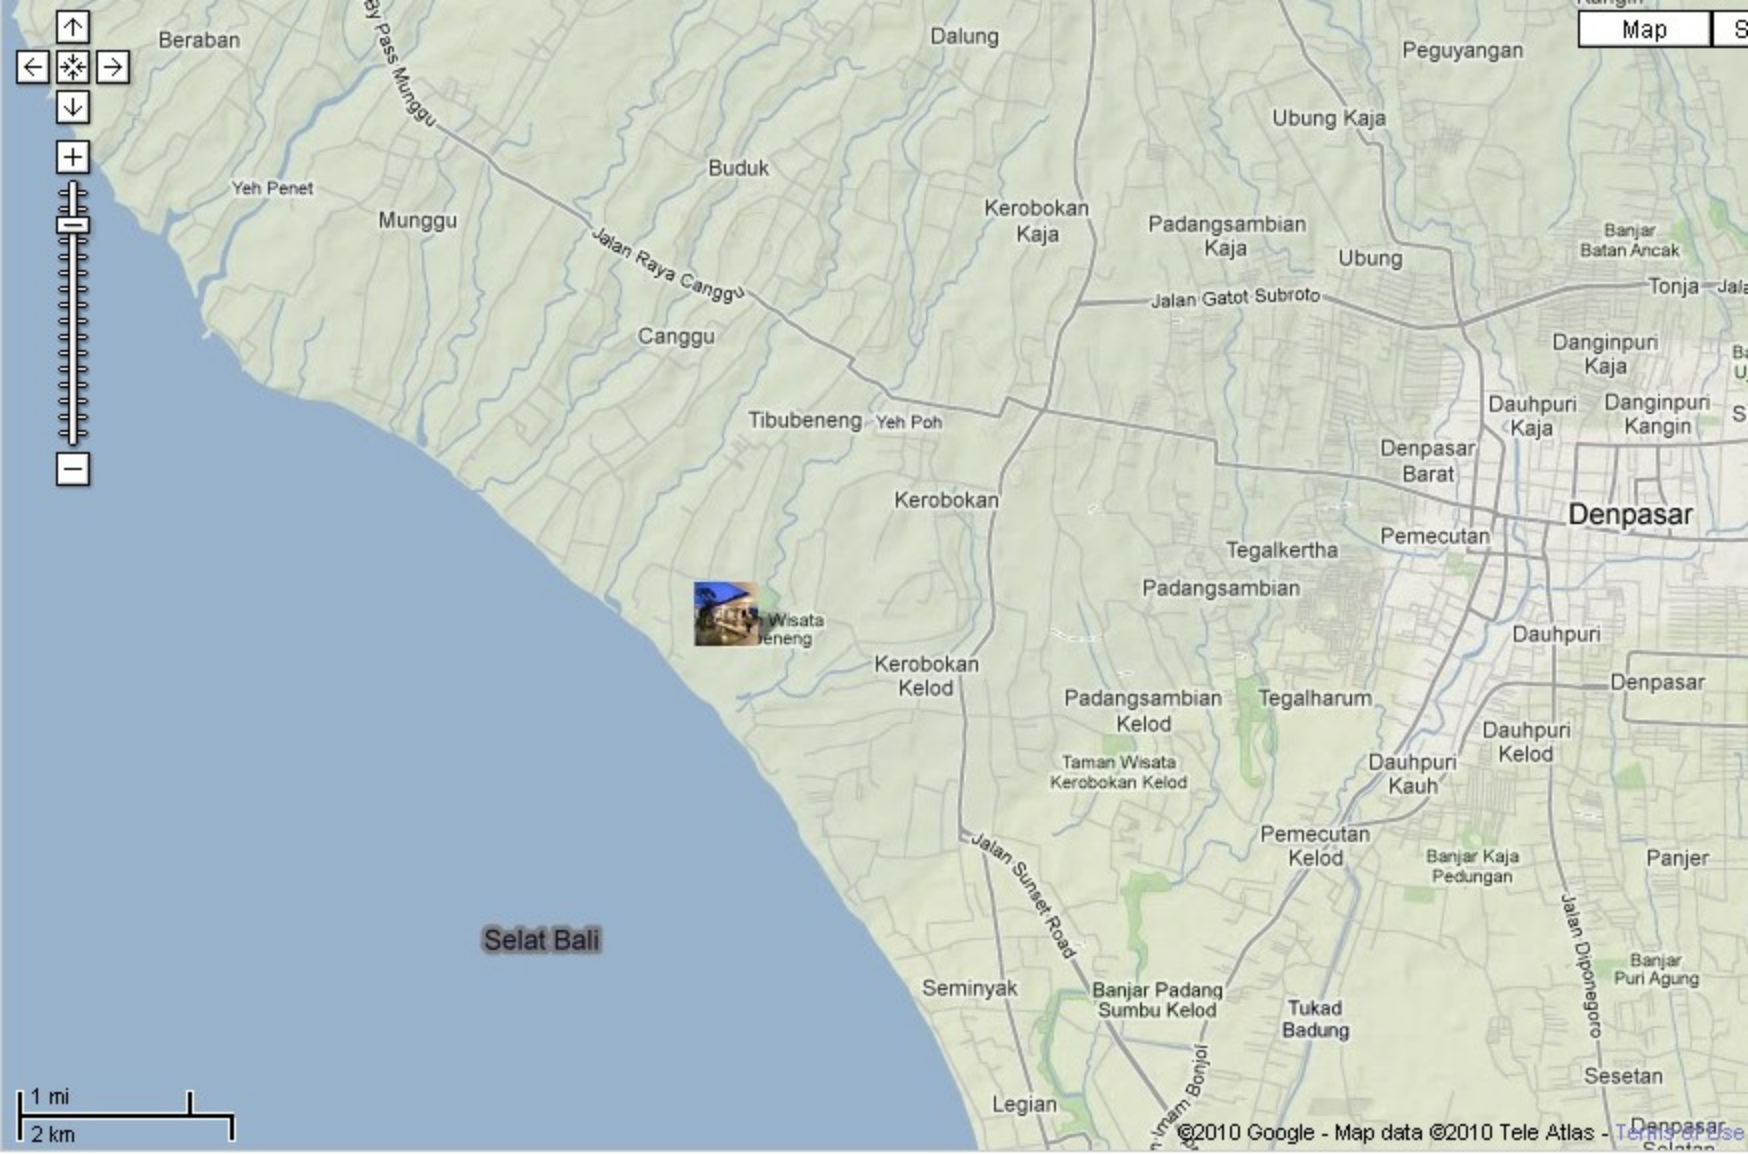 Beraban
By Pass Munggu
Dalung
Peguyangan
Map
Ubung Kaja
Buduk
Yeh Penet
Munggu
Kerobokan
Kaja
Padangsambian
Kaja
Ubung
Banjar
Batan Ancak
Jalan Raya Canggu
Jalan Gatot Subroto
Tonja
Canggu
Danginpuri
Kaja
Tibubeneng
Yeh Poh
Dauhpuri
Kaja
Danginpuri
Kangin
Denpasar
Barat
Kerobokan
Denpasar
Pemecutan
Tegalkertha
Padangsambian
Wisata
Dauhpuri
Kerobokan
Kelod
Padangsambian
Kelod
Tegalharum
Denpasar
Dauhpuri
Kelod
Taman Wisata
Kerobokan Kelod
Dauhpuri
Kauh
Pemecutan
Kelod
Banjar Kaja
Pedungan
Panjer
Jalan Sunset Road
Jalan Diponegoro
Selat Bali
Banjar
Puri Agung
Seminyak
Banjar Padang
Sumbu Kelod
Tukad
Badung
Imam Bonjol
Sesetan
Legian
1 mi
2 km
©2010 Google - Map data ©2010 Tele Atlas - Terms of Use
Denpasar
Selatan